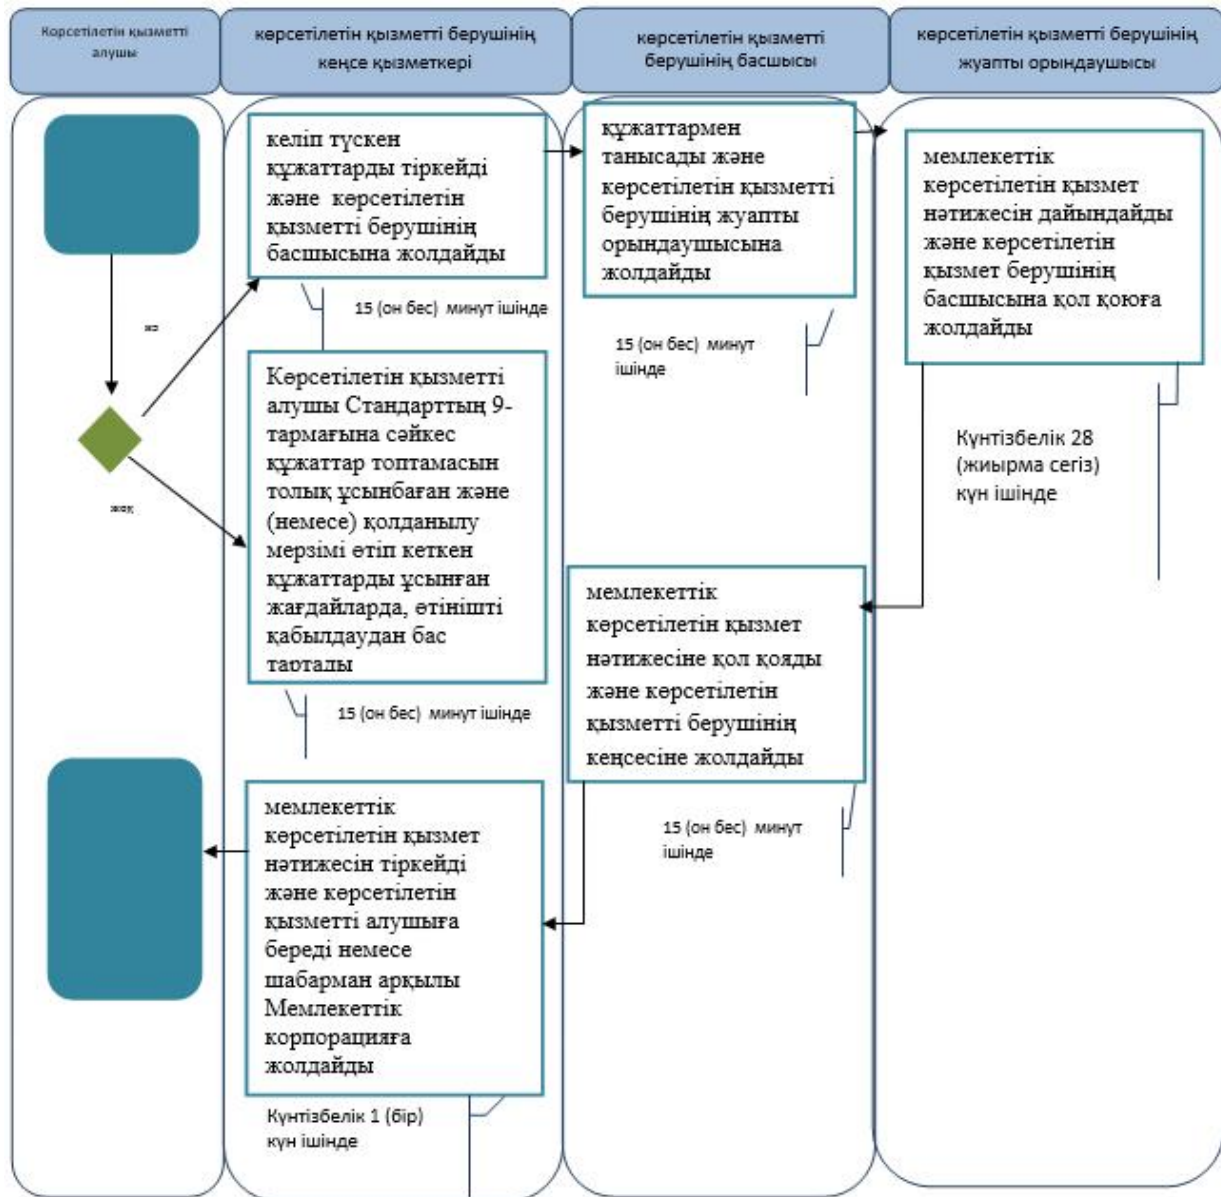 Көрсетілетін қызметті
алушы
көрсетілетін қызметті берушінің
кеңсе қызметкері
көрсетілетін қызметті
берушінің басшысы
көрсетілетін қызметті берушінің
жуапты орындаушысы
келіп түскен
құжаттарды тіркейді
және көрсетілетін
қызметті берушінің
басшысына жолдайды
15 (он бес) минут ішінде
құжаттармен
танысады және
көрсетілетін қызметті
берушінің жуапты
орындаушысына
жолдайды
15 (он бес) минут
ішінде
мемлекеттік
көрсетілетін қызмет
нәтижесін дайындайды
және көрсетілетін
қызмет берушінің
басшысына қол қоюға
жолдайды
Күнтізбелік 28
(жиырма сегіз)
күн ішінде
жоқ
Көрсетілетін қызметті
алушы Стандарттың 9-
тармағына сәйкес
құжаттар топтамасын
толық ұсынбаған және
(немесе) қолданылу
мерзімі өтіп кеткен
құжаттарды ұсынған
жағдайларда, өтінішті
қабылдаудан бас
тартады
15 (он бес) минут ішінде
мемлекеттік
көрсетілетін қызмет
нәтижесіне қол қояды
және көрсетілетін
қызметті берушінің
кеңсесіне жолдайды
15 (он бес) минут
ішінде
мемлекеттік
көрсетілетін қызмет
нәтижесін тіркейді
және көрсетілетін
қызметті алушыға
береді немесе
шабарман арқылы
Мемлекеттік
корпорацияға
жолдайды
Күнтізбелік 1 (бір)
күн ішінде